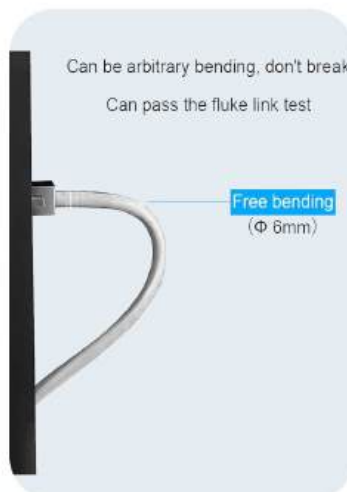 Can be arbitrary bending, don't break
Can pass the fluke link test
Free bending
(Φ 6mm)